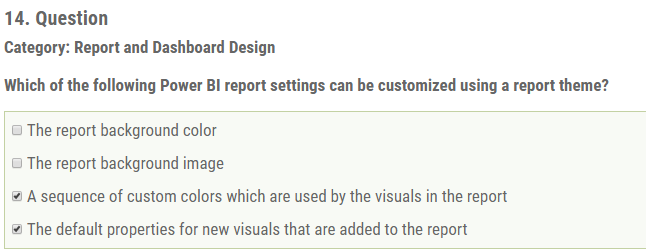 14. Question
Category: Report and Dashboard Design
Which of the following Power BI report settings can be customized using a report theme?
The report background color
The report background image
A sequence of custom colors which are used by the visuals in the report
The default properties for new visuals that are added to the report